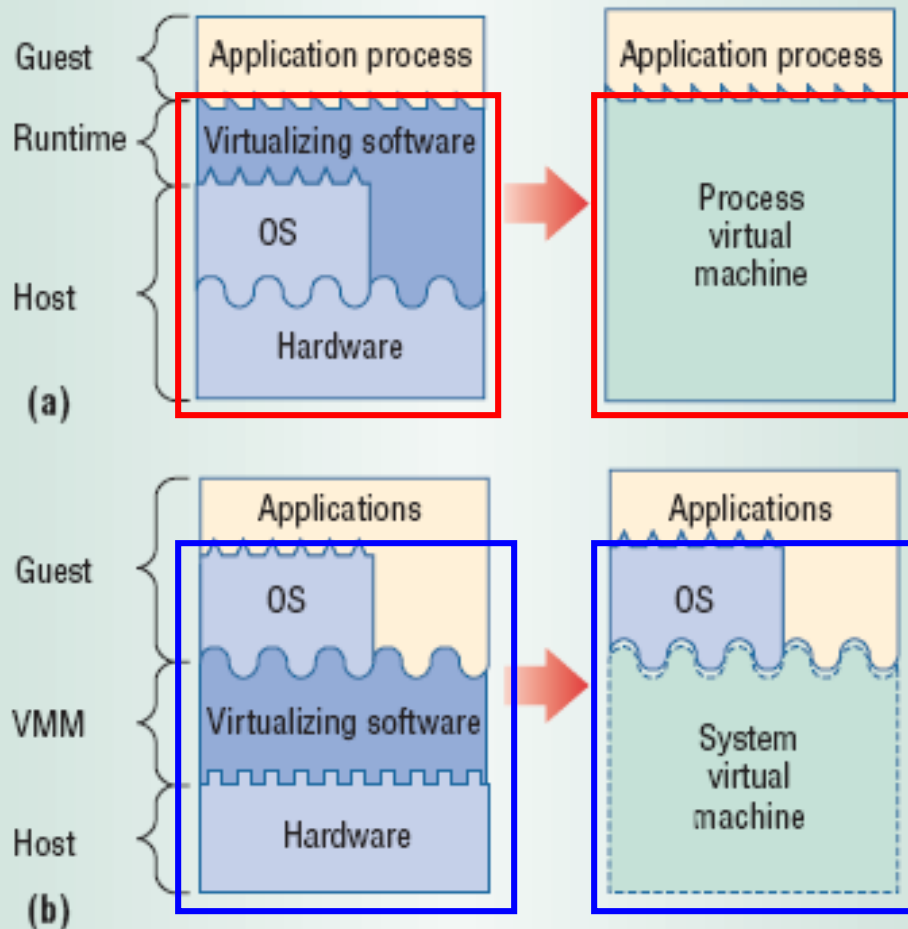 Guest
Application process
Application process
Runtime
Virtualizing software
OS
Process
virtual
machine
Host
Hardware
(a)
Applications
Applications
Guest
OS
OS
VMM
Virtualizing software
System
virtual
machine
Host
Hardware
(b)